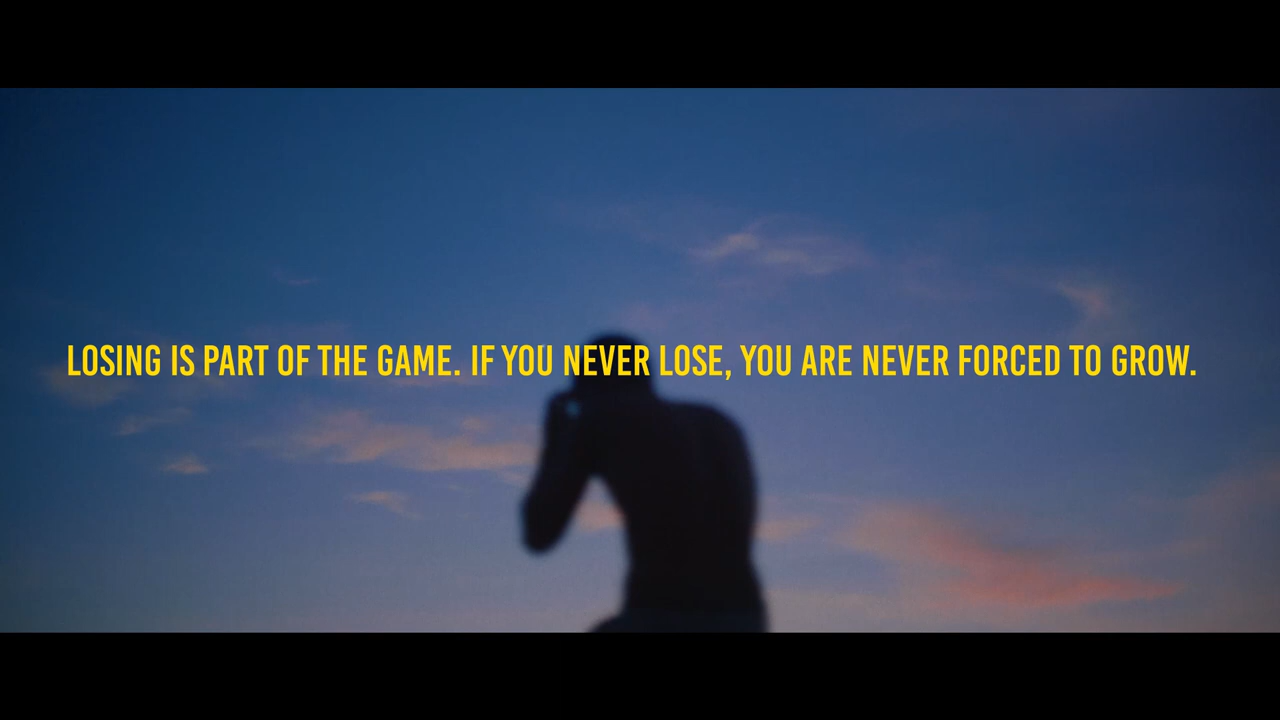 LOSING IS PART OF THE GAME. IF YOU NEVER LOSE, YOU ARE NEVER FORCED TO GROW.